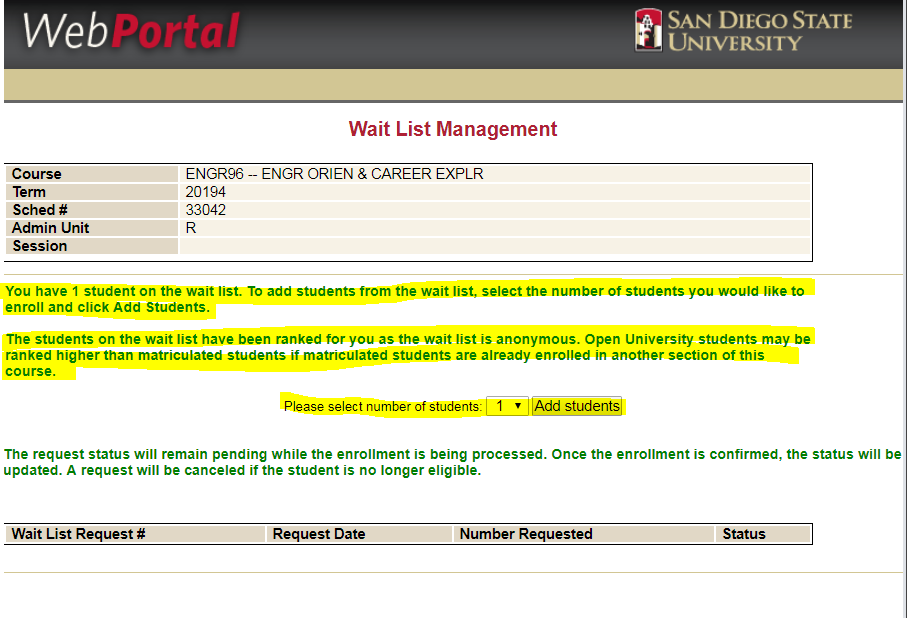 WebPortal
SAN DIEGO STATE
UNIVERSITY
Wait List Management
Course ENGR96 -- ENGR ORIEN & CAREER EXPLR
Term 20194
Sched # 33042
Admin Unit R
Session
You have 1 student on the wait list. To add students from the wait list, select the number of students you would like to
enroll and click Add Students.
The students on the wait list have been ranked for you as the wait list is anonymous. Open University students may be
ranked higher than matriculated students if matriculated students are already enrolled in another section of this
course.
Please select number of students: 1 Add students
The request status will remain pending while the enrollment is being processed. Once the enrollment is confirmed, the status will be
updated. A request will be canceled if the student is no longer eligible.
Wait List Request # Request Date Number Requested Status